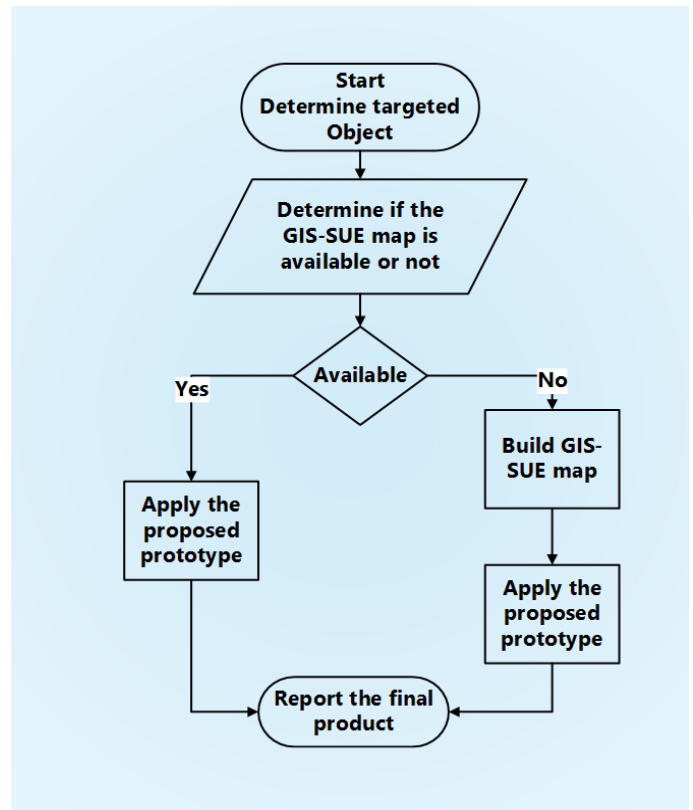 Start
Determine targeted
Object
Determine if the
GIS-SUE map is
available or not
Available
Yes
No
Build GIS-
SUE map
Apply the
proposed
prototype
Apply the
proposed
prototype
Report the final
product